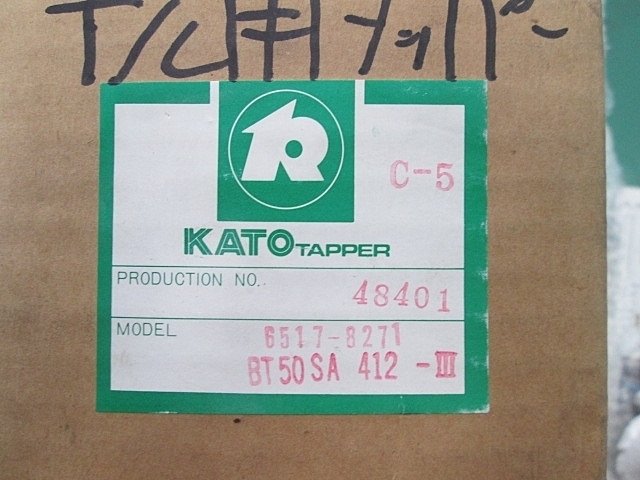 C-5
KATO TAPPER
PRODUCTION NO.
48401
MODEL
6517-8271
BT50SA 412 -III